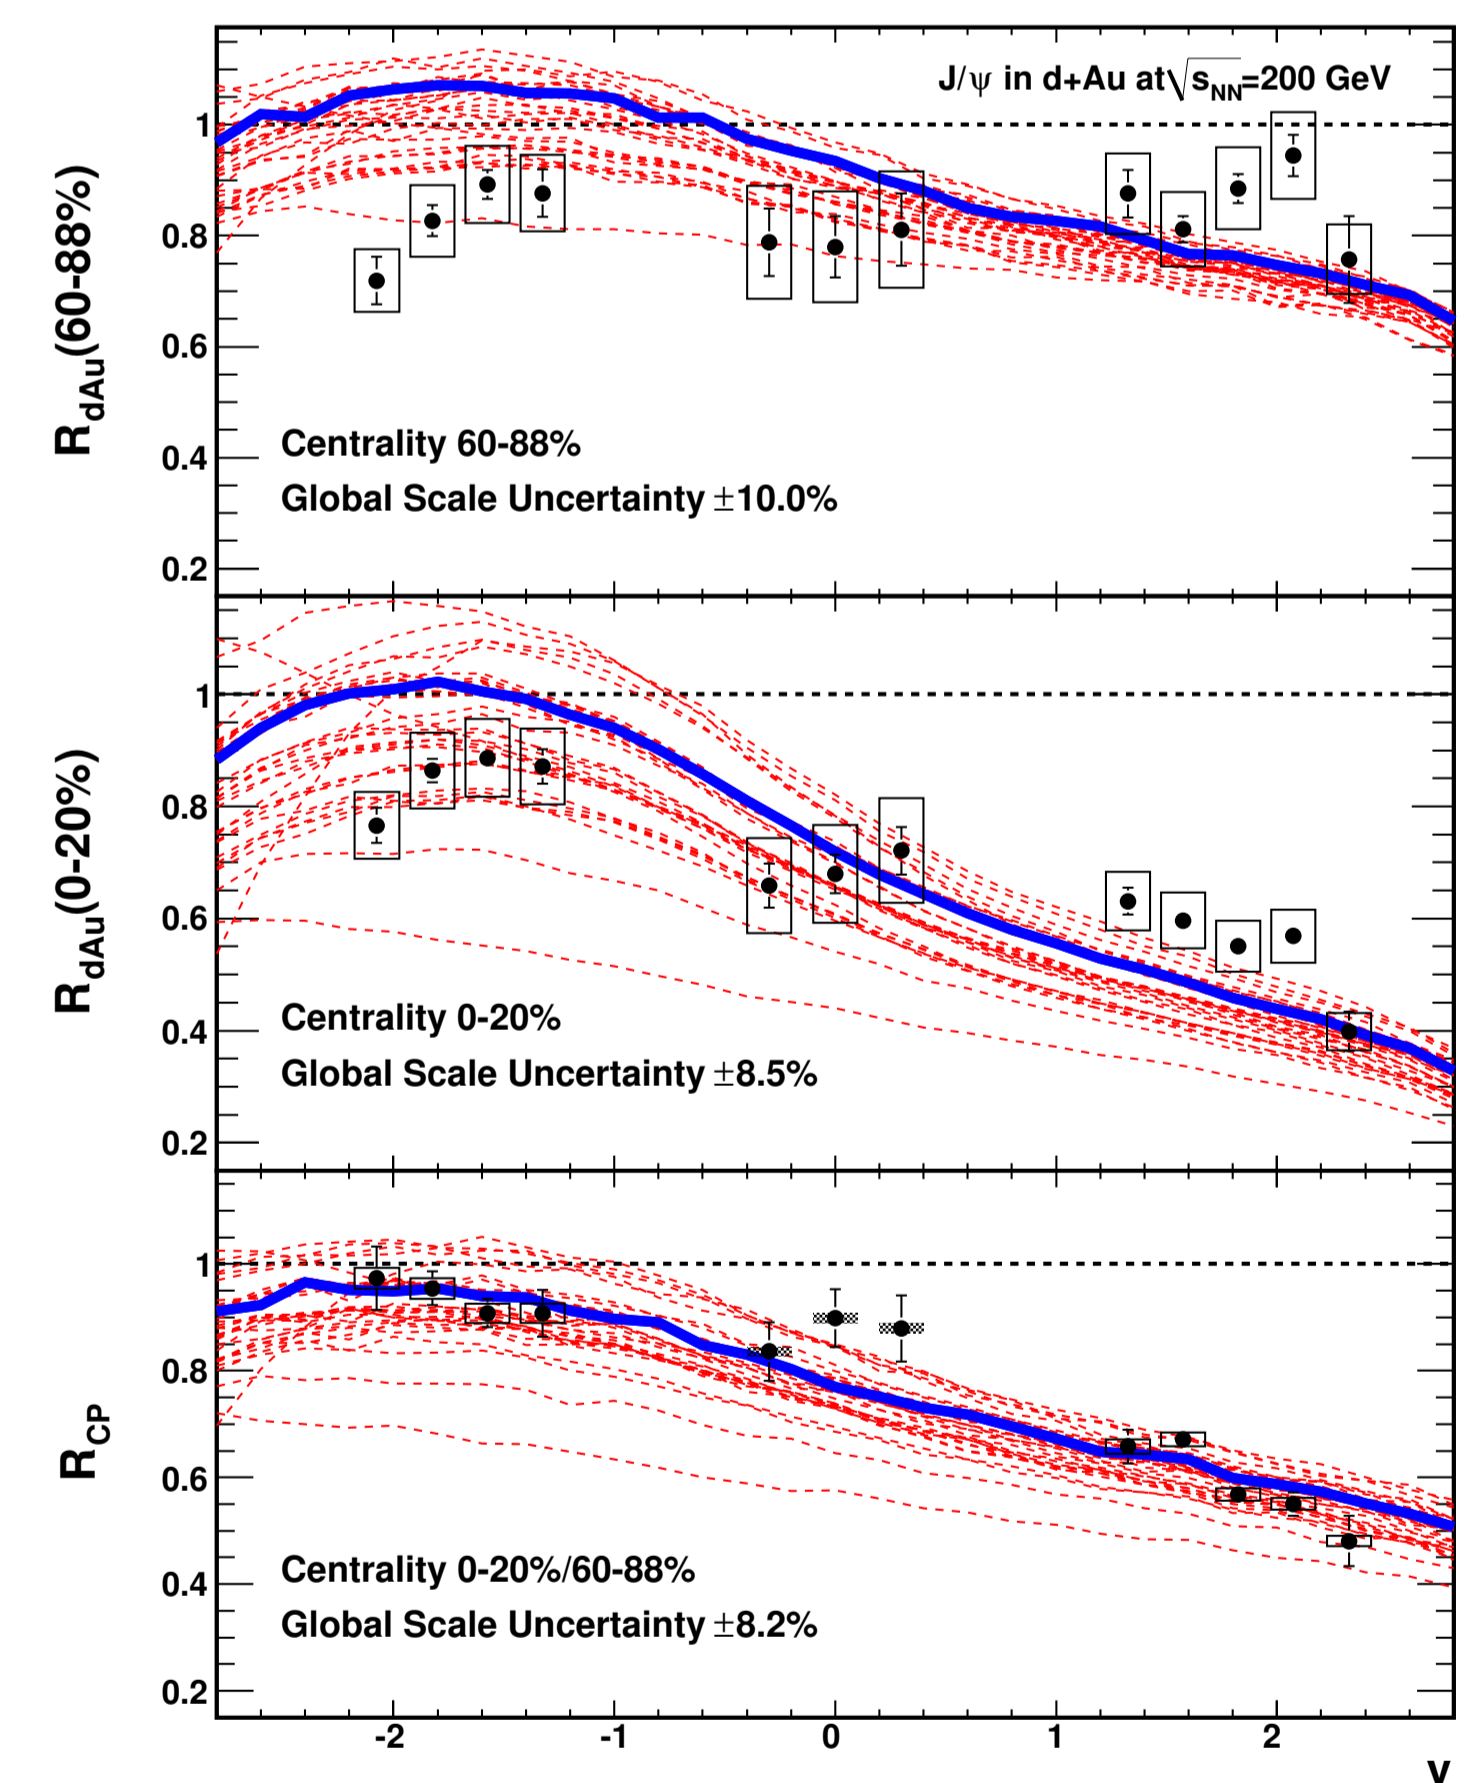 J/ψ in d+Au at √sNN=200 GeV
RdAu(60-88%)
1
0.8
0.6
0.4
0.2
Centrality 60-88%
Global Scale Uncertainty ±10.0%
RdAu(0-20%)
1
0.8
0.6
0.4
0.2
Centrality 0-20%
Global Scale Uncertainty ±8.5%
RCP
1
0.8
0.6
0.4
0.2
Centrality 0-20%/60-88%
Global Scale Uncertainty ±8.2%
-2 -1 0 1 2
y